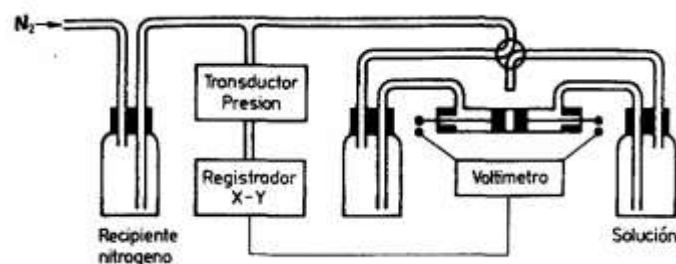 N₂
Transductor
Presion
Registrador
X-Y
Voltimetro
Recipiente
nitrogeno
Solución